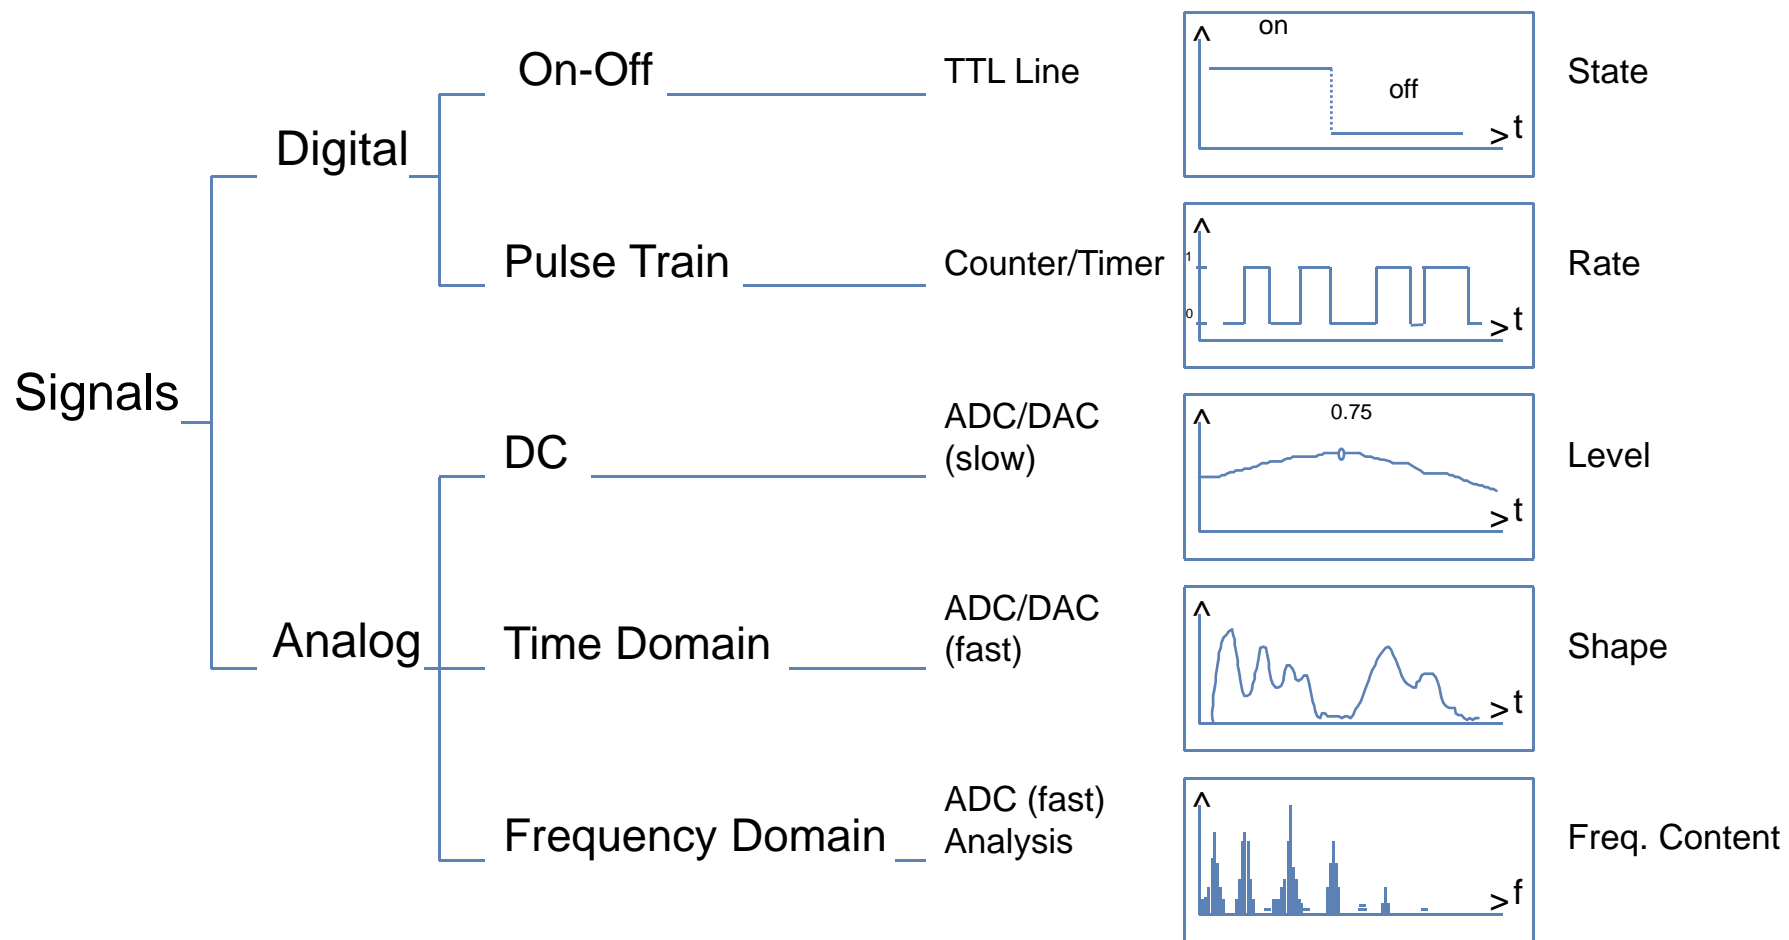 on
On-Off
TTL Line
off
t
State
Digital
Pulse Train
Counter/Timer
1
0
t
Rate
Signals
DC
ADC/DAC
(slow)
0.75
t
Level
Analog
Time Domain
ADC/DAC
(fast)
t
Shape
Frequency Domain
ADC (fast)
Analysis
f
Freq. Content